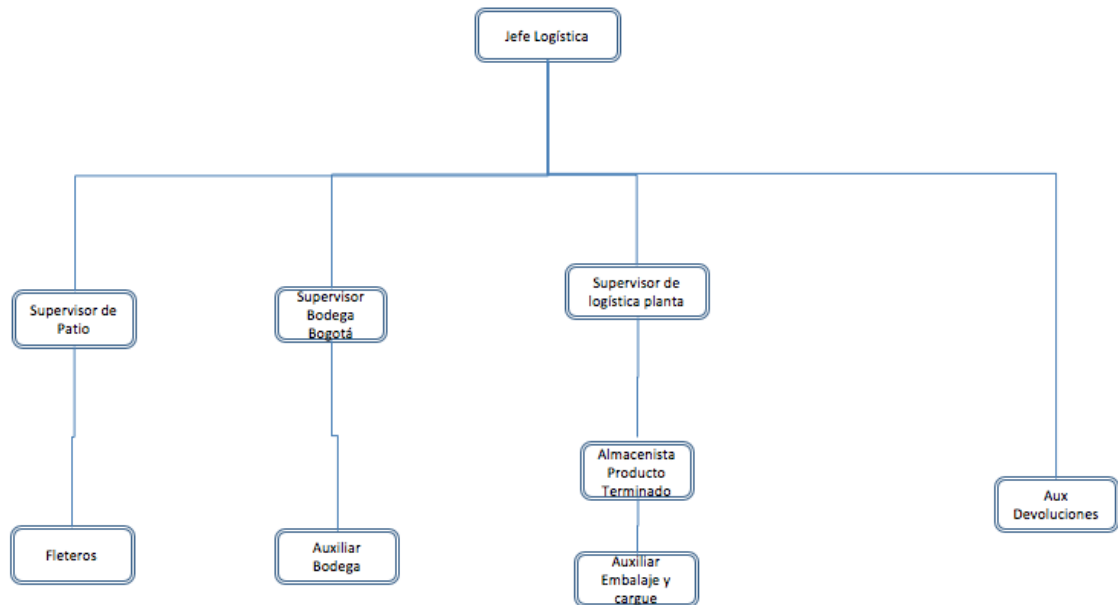 Jefe Logística
Supervisor de
Patio
Supervisor
Bodega
Bogotá
Supervisor de
logística planta
Almacenista
Producto
Terminado
Aux
Devoluciones
Fleteros
Auxiliar
Bodega
Auxiliar
Embalaje y
cargue